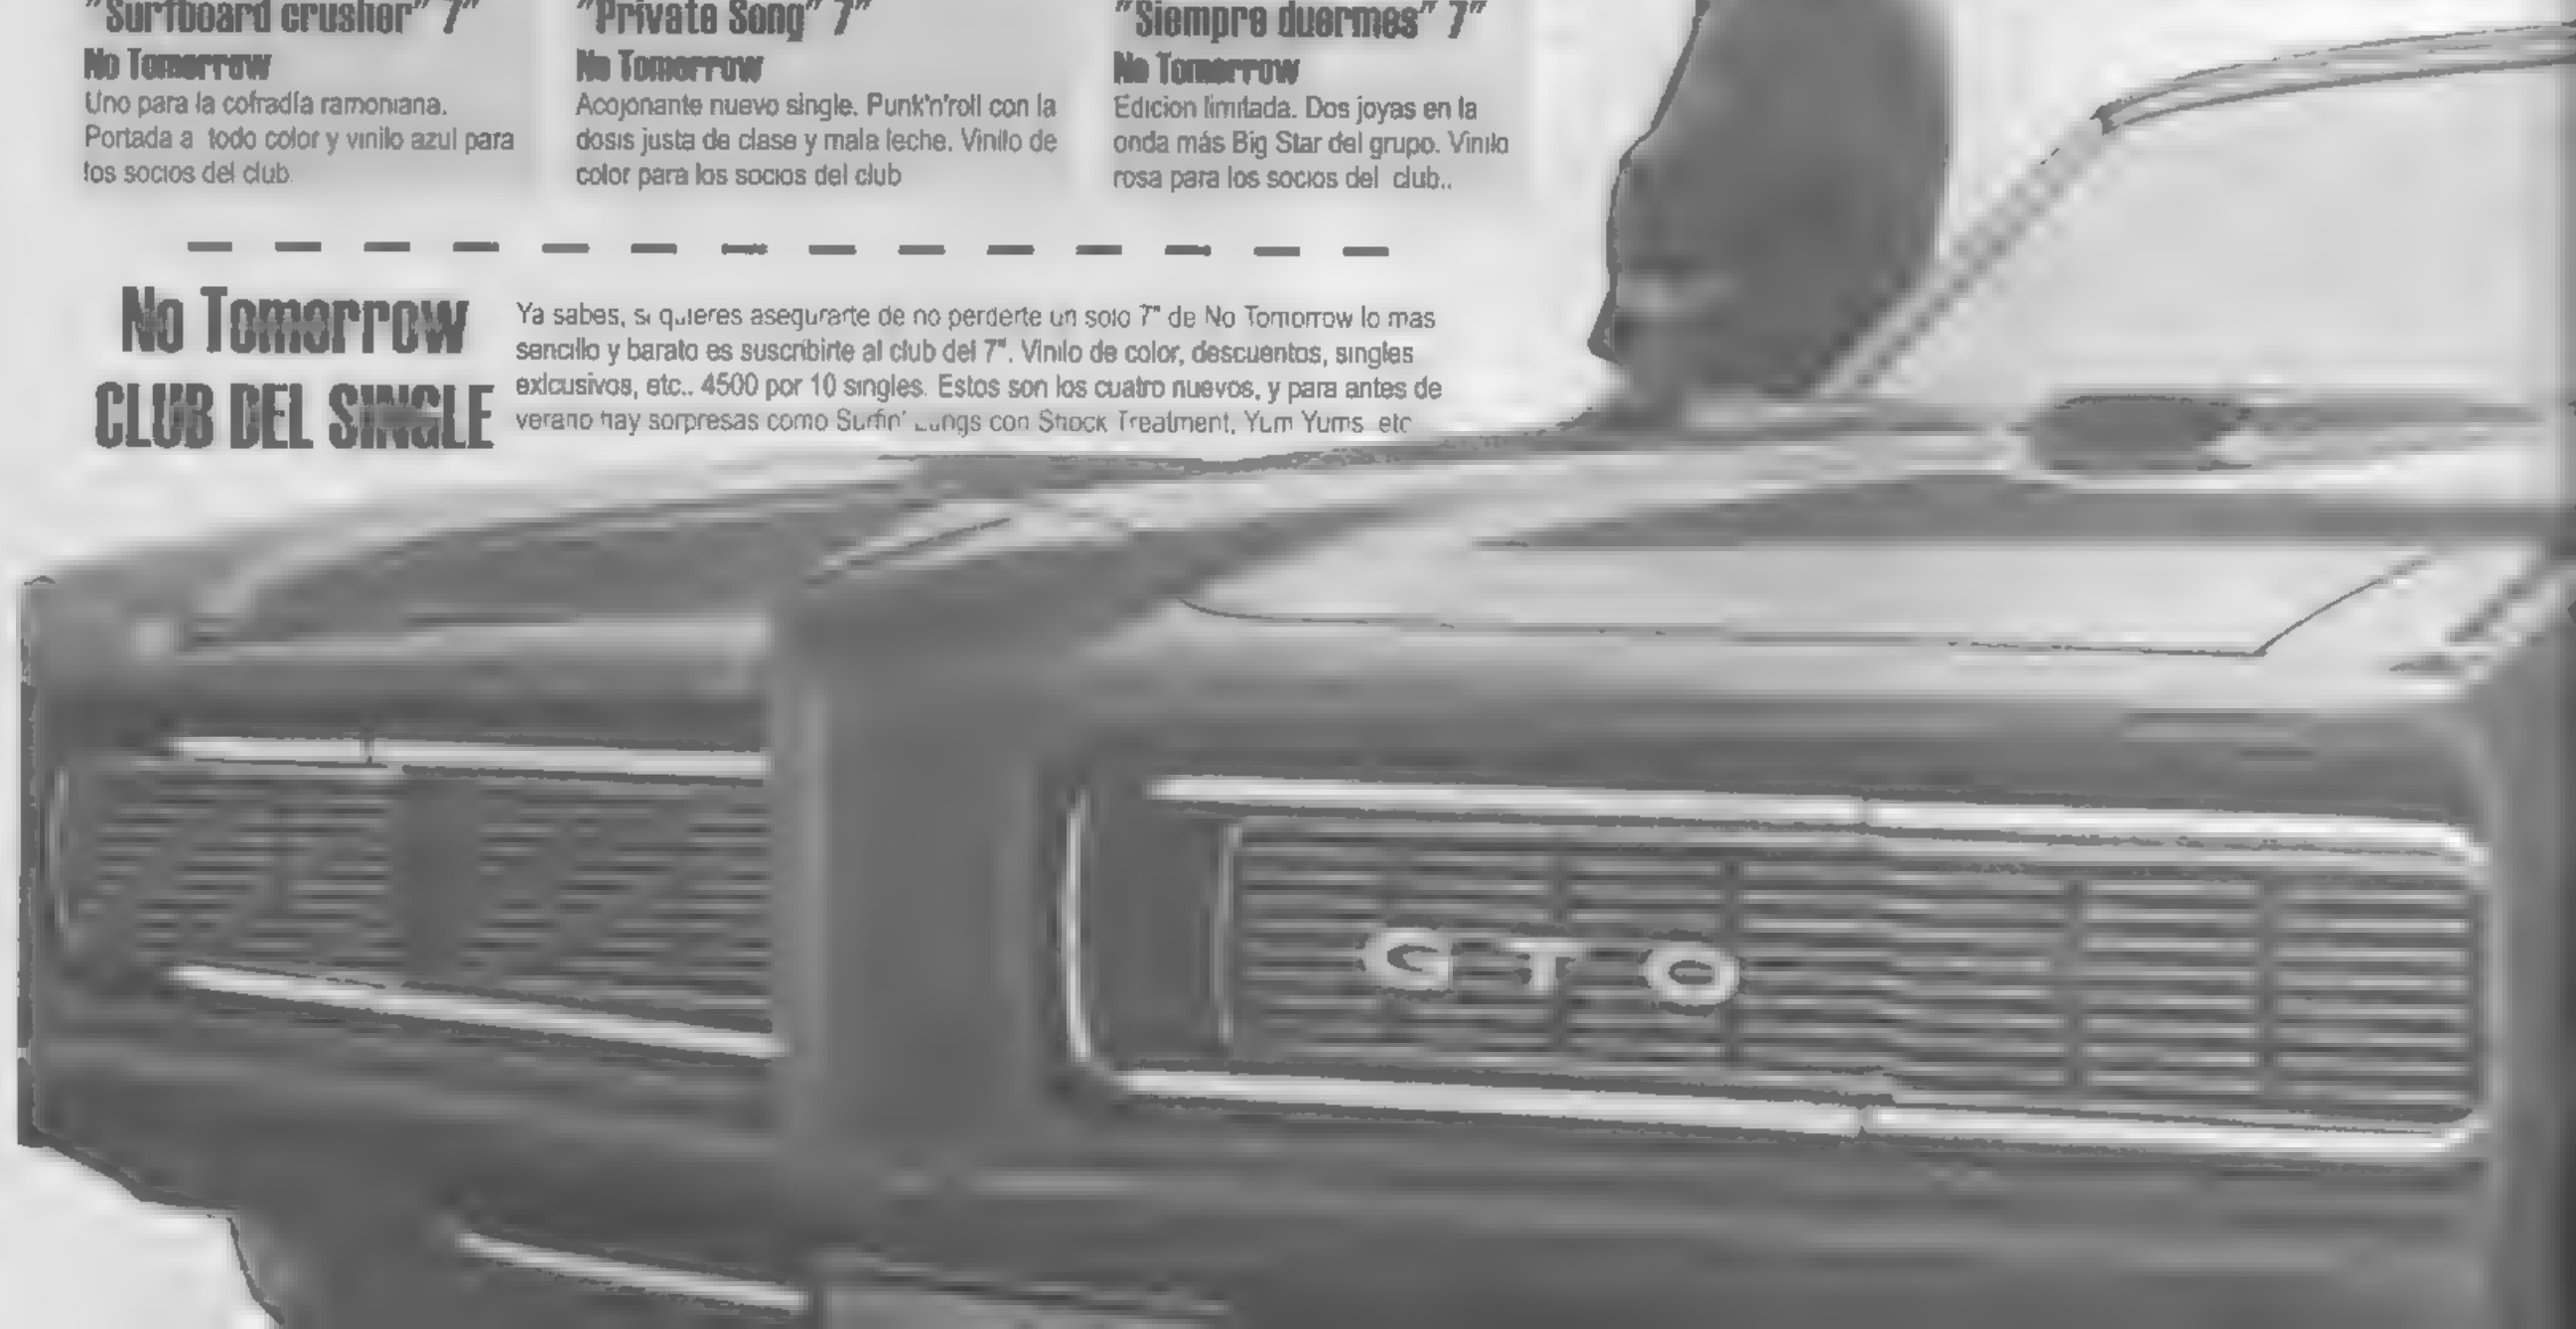 "Surfboard crusher" 7"
No Tomorrow
Uno para la cofradía ramoniana.
Portada a todo color y vinilo azul para
los socios del club.
"Private Song" 7"
No Tomorrow
Acojonante nuevo single. Punk'n'roll con la
dosis justa de clase y mala leche. Vinilo de
color para los socios del club
"Siempre duermes" 7"
No Tomorrow
Edicion limitada. Dos joyas en la
onda más Big Star del grupo. Vinilo
rosa para los socios del club..
No Tomorrow
CLUB DEL SINGLE
Ya sabes, si quieres asegurarte de no perderte un solo 7" de No Tomorrow lo mas
sencillo y barato es suscribirte al club del 7". Vinilo de color, descuentos, singles
exlcusivos, etc.. 4500 por 10 singles. Estos son los cuatro nuevos, y para antes de
verano hay sorpresas como Surfin' Lungs con Shock Treatment, Yum Yums etc
GTO